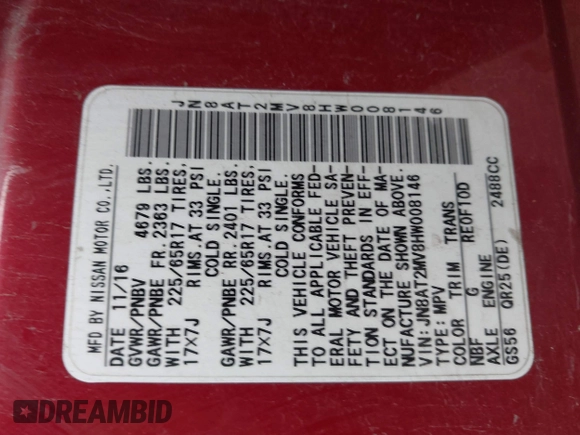 JN8AT2MV8HW008146
MFD BY NISSAN MOTOR CO.,LTD.
DATE 11/16
GVWR/PNBV 4679 LBS.
GAWR/PNBE FR. 2363 LBS.
WITH 225/65R17 TIRES,
17X7J RIMS.AT 33 PSI
COLD SINGLE.
GAWR/PNBE RR. 2401 LBS.
WITH 225/65R17 TIRES,
17X7J RIMS.AT 33 PSI
COLD SINGLE.
THIS VEHICLE CONFORMS
TO ALL APPLICABLE FED-
ERAL MOTOR VEHICLE SA-
FETY AND THEFT PREVEN-
TION STANDARDS IN EFF-
ECT ON THE DATE OF MA-
NUFACTURE SHOWN ABOVE.
VIN:JN8AT2MV8HW008146
TYPE:MPV
COLOR TRIM TRANS
NBF G RE0F10D
AXLE ENGINE
GS56 QR25(DE) 2488CC
DREAMBID